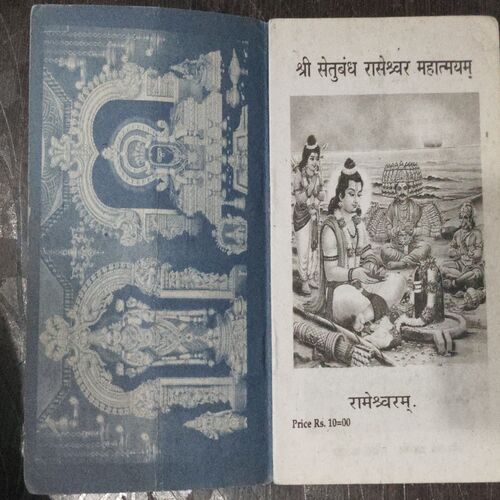 श्री सेतुबंध रासेश्र्वर महात्मयम्
रामेश्र्वरम्.
Price Rs. 10=00